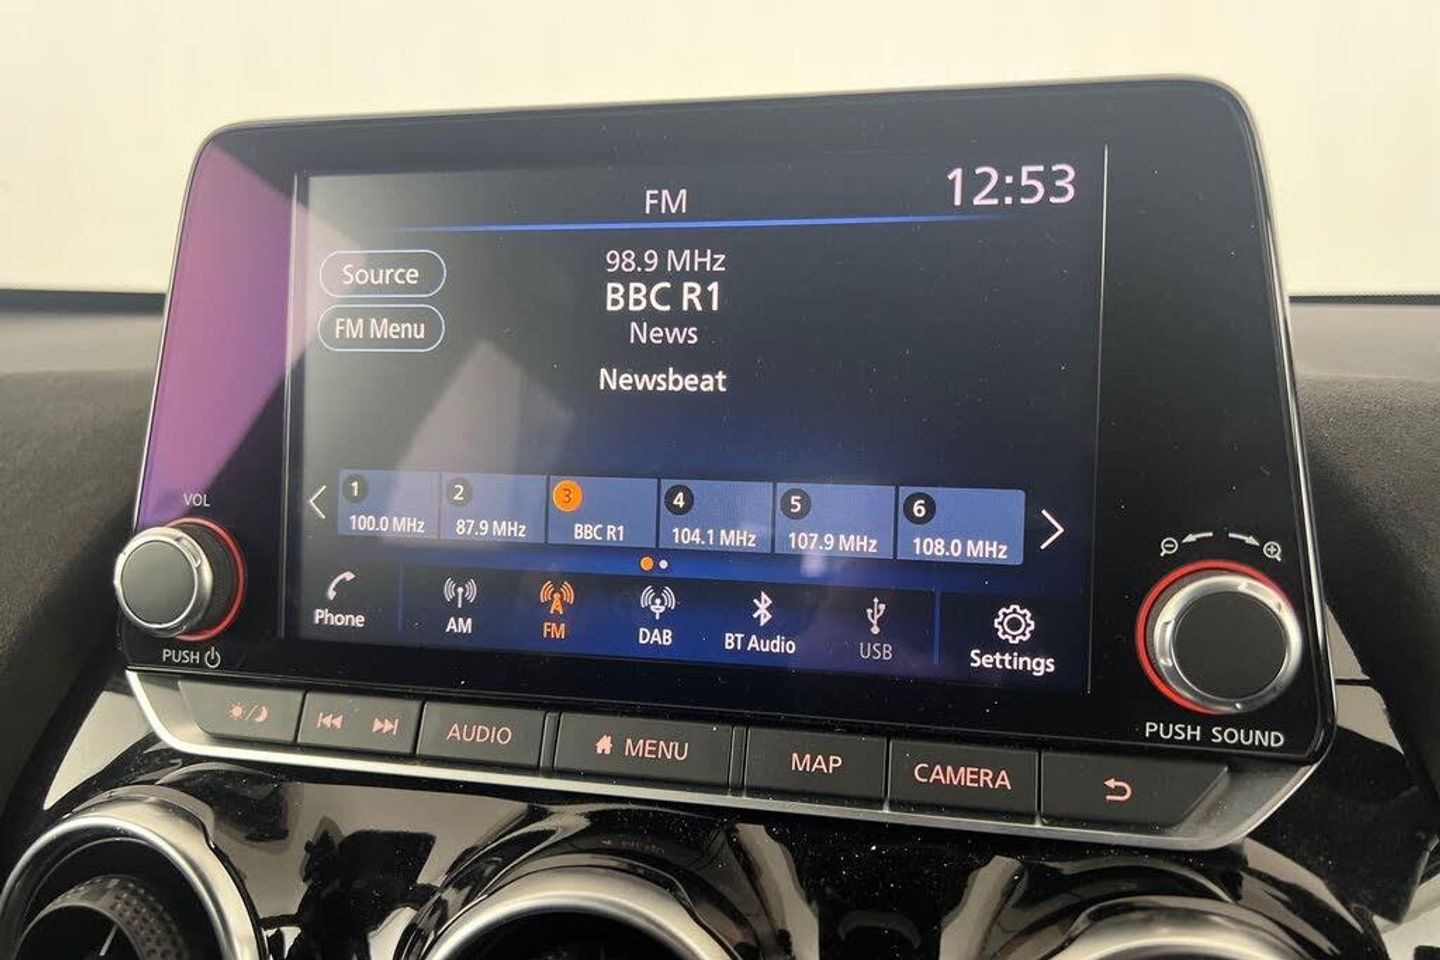 FM
12:53
Source
98.9 MHz
BBC R1
FM Menu
News
Newsbeat
VOL
1
2
3
4
5
6
100.0 MHz
87.9 MHz
BBC R1
104.1 MHz
107.9 MHz
108.0 MHz
Phone
AM
FM
DAB
BT Audio
USB
Settings
PUSH
PUSH SOUND
AUDIO
MENU
MAP
CAMERA